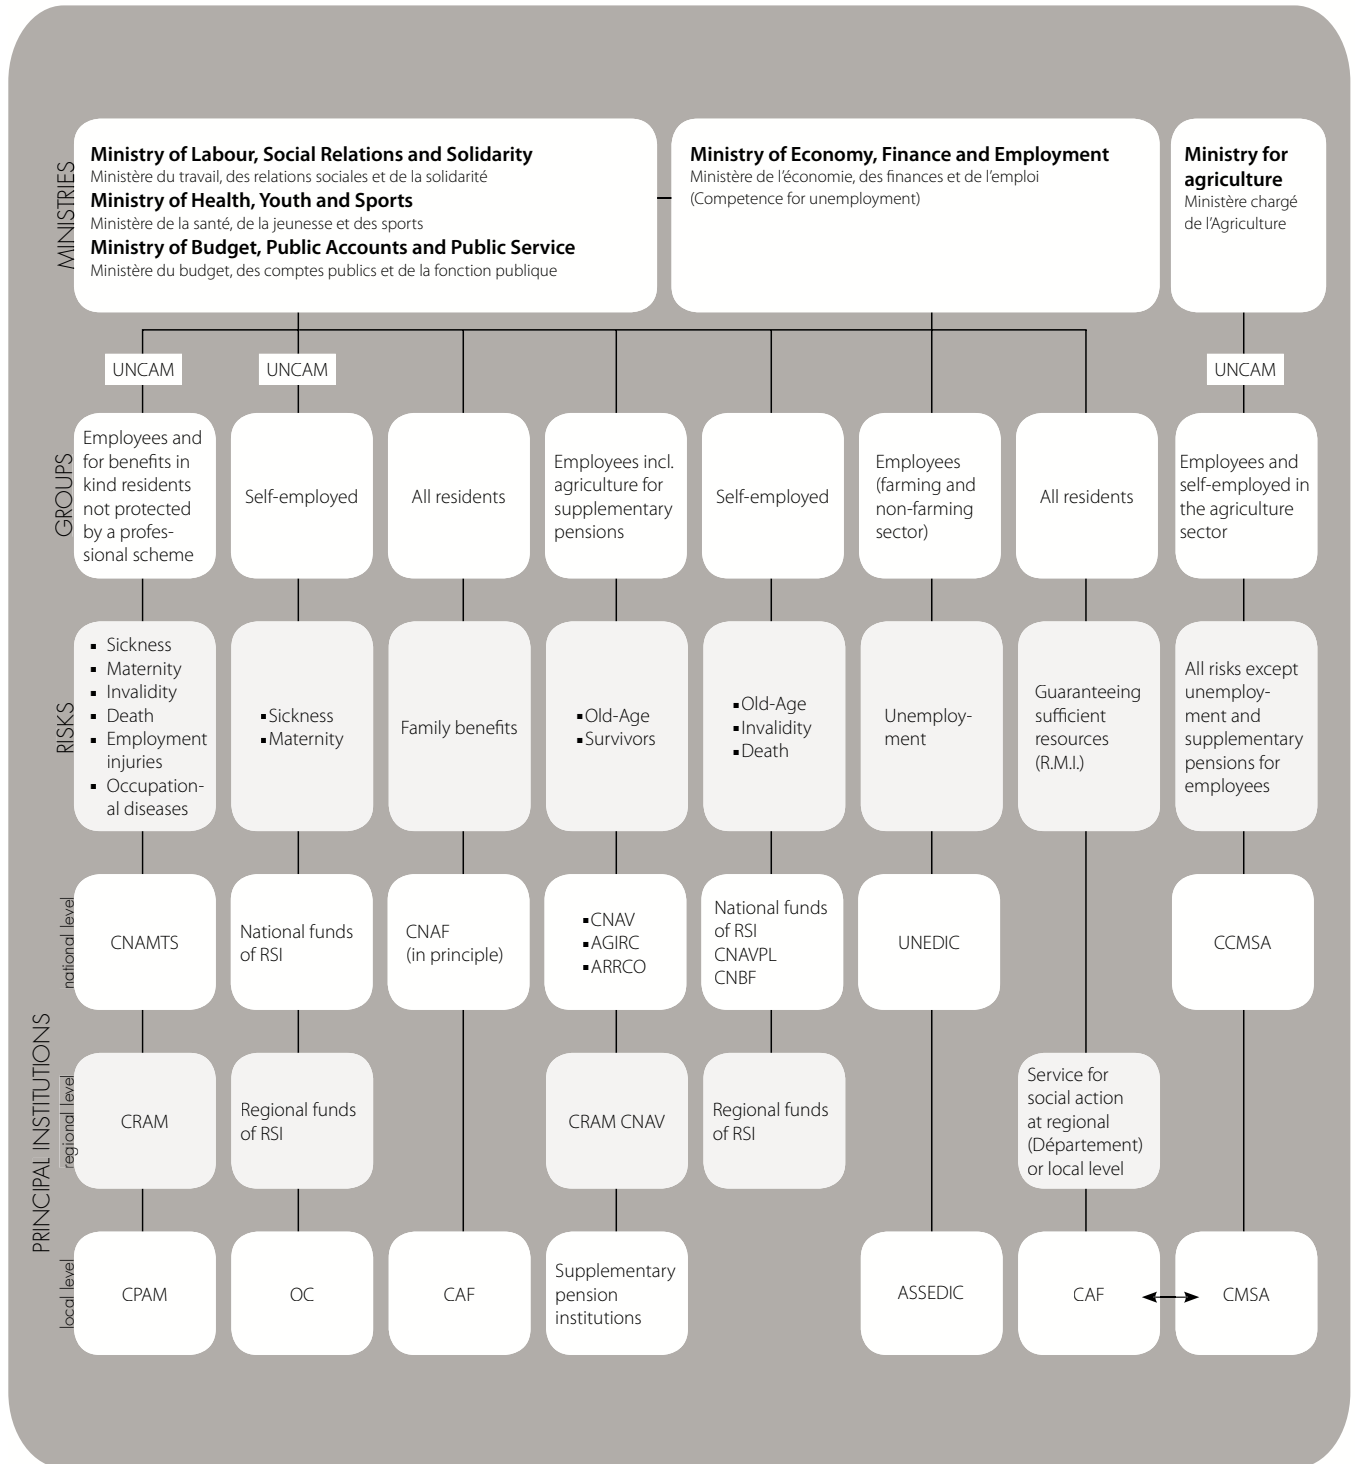 MINISTRIES
Ministry of Labour, Social Relations and Solidarity
Ministère du travail, des relations sociales et de la solidarité
Ministry of Health, Youth and Sports
Ministère de la santé, de la jeunesse et des sports
Ministry of Budget, Public Accounts and Public Service
Ministère du budget, des comptes publics et de la fonction publique
Ministry of Economy, Finance and Employment
Ministère de l'économie, des finances et de l'emploi
(Competence for unemployment)
Ministry for
agriculture
Ministère chargé
de l'Agriculture
UNCAM
UNCAM
UNCAM
GROUPS
Employees and
for benefits in
kind residents
not protected
by a profes-
sional scheme
Self-employed
All residents
Employees incl.
agriculture for
supplementary
pensions
Self-employed
Employees
(farming and
non-farming
sector)
All residents
Employees and
self-employed in
the agriculture
sector
RISKS
▪ Sickness
▪ Maternity
▪ Invalidity
▪ Death
▪ Employment
injuries
▪ Occupation-
al diseases
▪Sickness
▪Maternity
Family benefits
▪Old-Age
▪Survivors
▪Old-Age
▪Invalidity
▪Death
Unemploy-
ment
Guaranteeing
sufficient
resources
(R.M.I.)
All risks except
unemploy-
ment and
supplementary
pensions for
employees
PRINCIPAL INSTITUTIONS
national level
CNAMTS
National funds
of RSI
CNAF
(in principle)
▪CNAV
▪AGIRC
▪ARRCO
National funds
of RSI
CNAVPL
CNBF
UNEDIC
CCMSA
regional level
CRAM
Regional funds
of RSI
CRAM CNAV
Regional funds
of RSI
Service for
social action
at regional
(Département)
or local level
local level
CPAM
OC
CAF
Supplementary
pension
institutions
ASSEDIC
CAF
CMSA